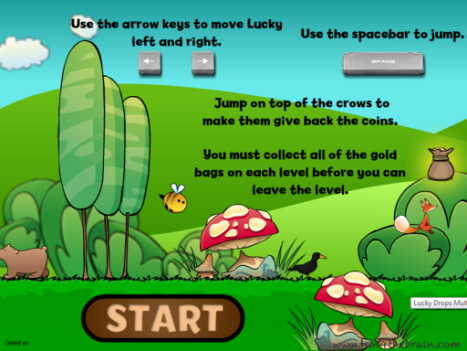 Use the arrow keys to move Lucky
left and right.
Use the spacebar to jump.
SPACE
Jump on top of the crows to
make them give back the coins.
You must collect all of the gold
bags on each level before you can
leave the level.
Lucky Drops Mult
START
Sound on